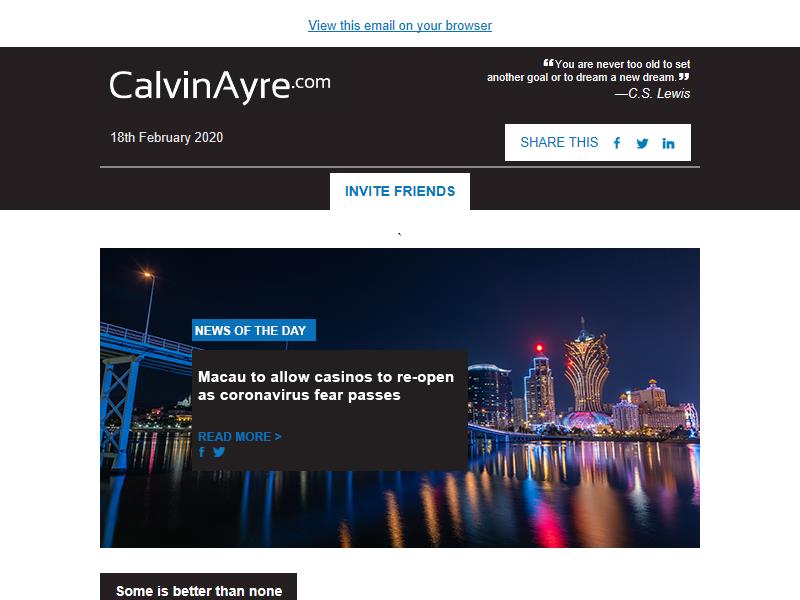 View this email on your browser
CalvinAyre.com
❝You are never too old to set
another goal or to dream a new dream.❞
—C.S. Lewis
18th February 2020
SHARE THIS
INVITE FRIENDS
`
NEWS OF THE DAY
Macau to allow casinos to re-open
as coronavirus fear passes
READ MORE >
Some is better than none